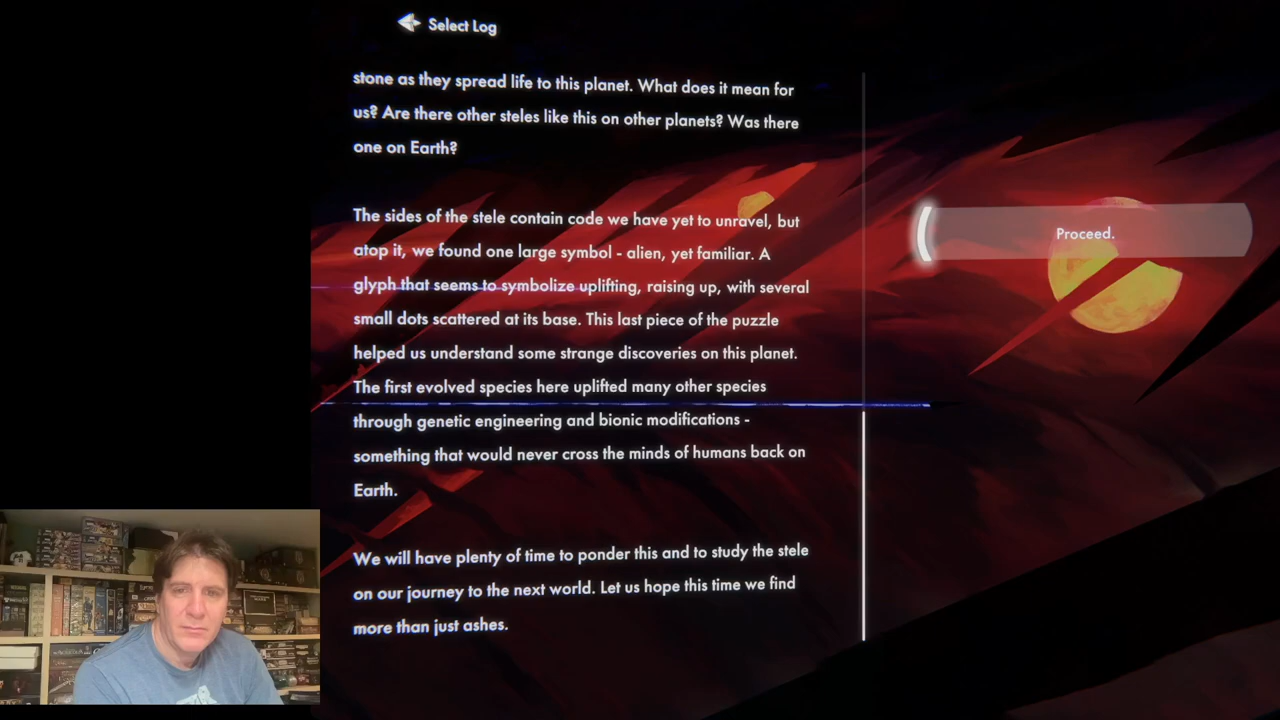 Select Log
stone as they spread life to this planet. What does it mean for
us? Are there other steles like this on other planets? Was there
one on Earth?
The sides of the stele contain code we have yet to unravel, but
atop it, we found one large symbol - alien, yet familiar. A
glyph that seems to symbolize uplifting, raising up, with several
small dots scattered at its base. This last piece of the puzzle
helped us understand some strange discoveries on this planet.
The first evolved species here uplifted many other species
through genetic engineering and bionic modifications -
something that would never cross the minds of humans back on
Earth.
We will have plenty of time to ponder this and to study the stele
on our journey to the next world. Let us hope this time we find
more than just ashes.
Proceed.